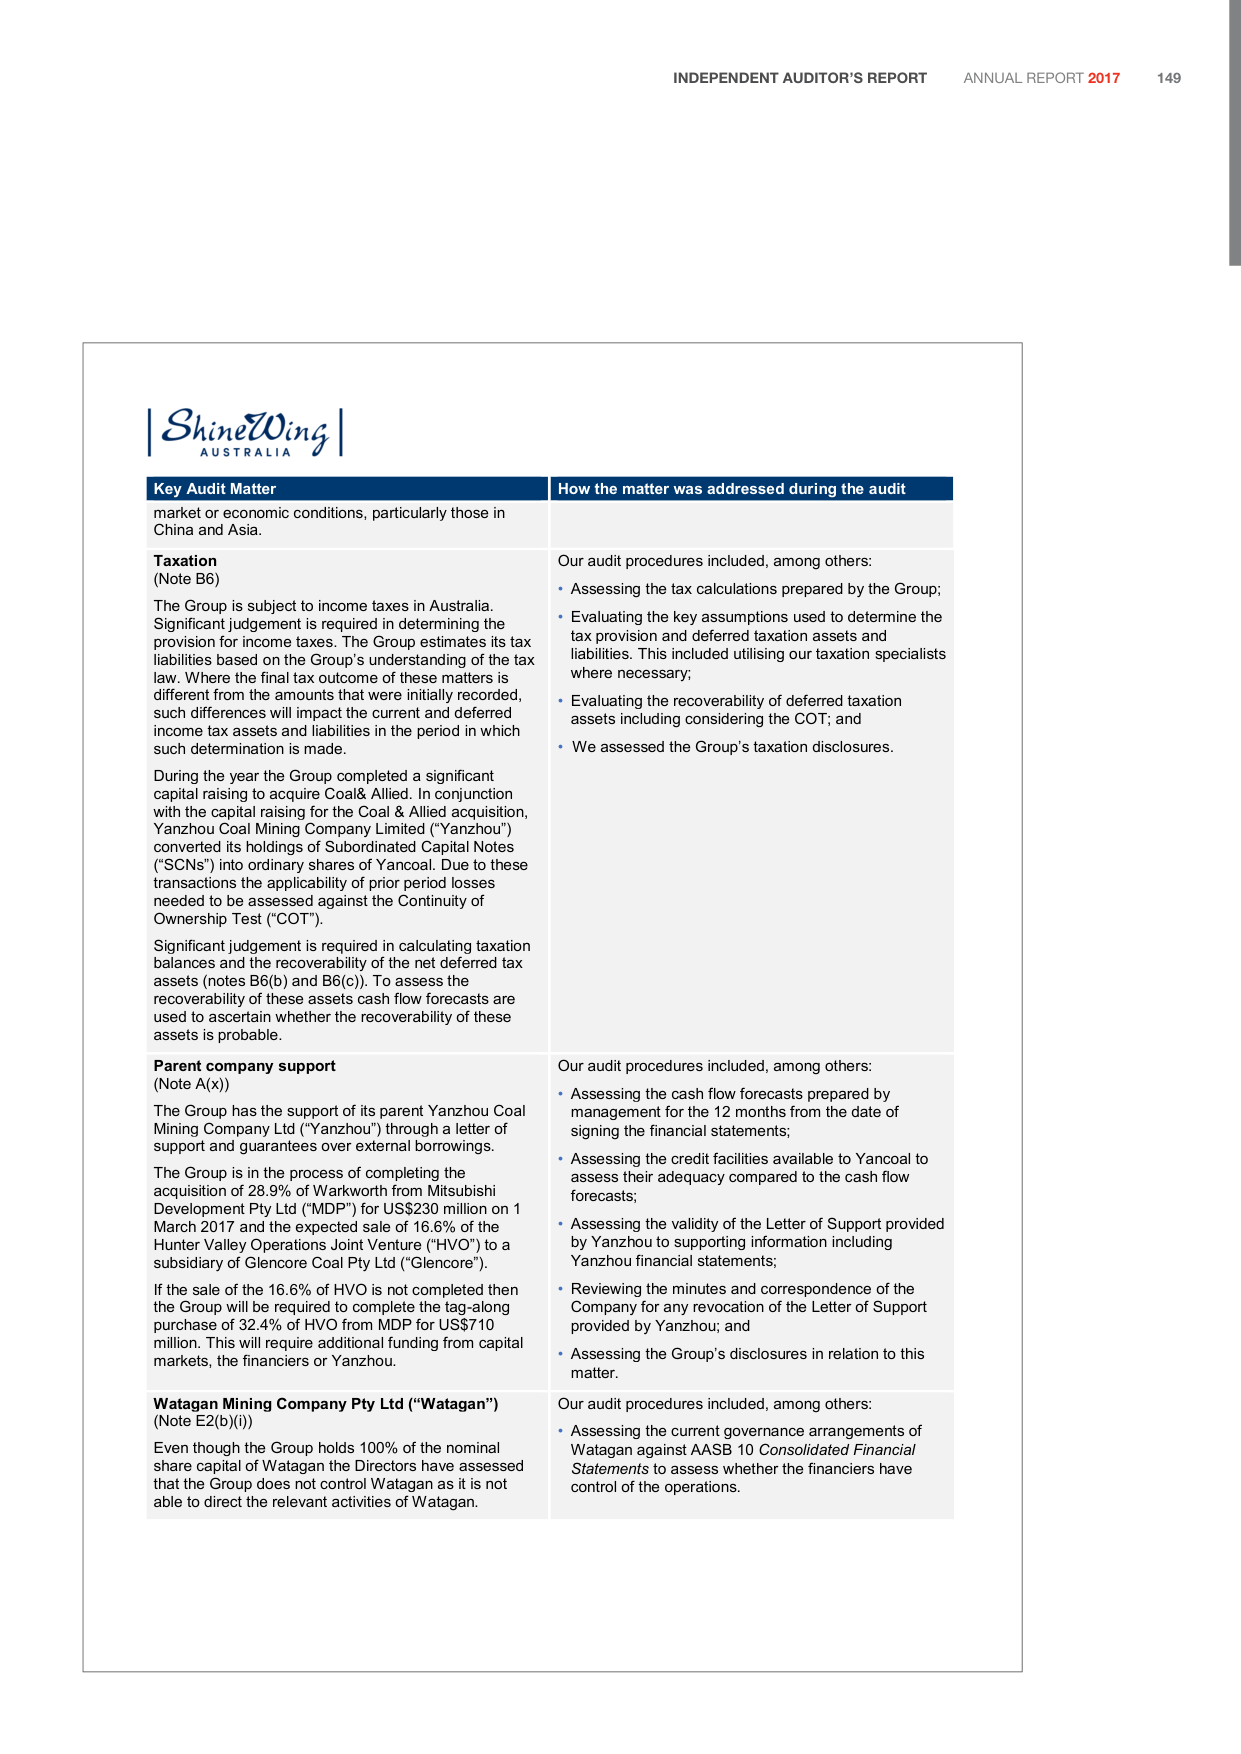 INDEPENDENT AUDITOR’S REPORT ANNUAL REPORT 2017 149
ShineWing
AUSTRALIA
Key Audit Matter
How the matter was addressed during the audit
market or economic conditions, particularly those in
China and Asia.
Taxation
(Note B6)
The Group is subject to income taxes in Australia.
Significant judgement is required in determining the
provision for income taxes. The Group estimates its tax
liabilities based on the Group’s understanding of the tax
law. Where the final tax outcome of these matters is
different from the amounts that were initially recorded,
such differences will impact the current and deferred
income tax assets and liabilities in the period in which
such determination is made.
During the year the Group completed a significant
capital raising to acquire Coal& Allied. In conjunction
with the capital raising for the Coal & Allied acquisition,
Yanzhou Coal Mining Company Limited (“Yanzhou”)
converted its holdings of Subordinated Capital Notes
(“SCNs”) into ordinary shares of Yancoal. Due to these
transactions the applicability of prior period losses
needed to be assessed against the Continuity of
Ownership Test (“COT”).
Significant judgement is required in calculating taxation
balances and the recoverability of the net deferred tax
assets (notes B6(b) and B6(c)). To assess the
recoverability of these assets cash flow forecasts are
used to ascertain whether the recoverability of these
assets is probable.
Our audit procedures included, among others:
• Assessing the tax calculations prepared by the Group;
• Evaluating the key assumptions used to determine the
tax provision and deferred taxation assets and
liabilities. This included utilising our taxation specialists
where necessary;
• Evaluating the recoverability of deferred taxation
assets including considering the COT; and
• We assessed the Group’s taxation disclosures.
Parent company support
(Note A(x))
The Group has the support of its parent Yanzhou Coal
Mining Company Ltd (“Yanzhou”) through a letter of
support and guarantees over external borrowings.
The Group is in the process of completing the
acquisition of 28.9% of Warkworth from Mitsubishi
Development Pty Ltd (“MDP”) for US$230 million on 1
March 2017 and the expected sale of 16.6% of the
Hunter Valley Operations Joint Venture (“HVO”) to a
subsidiary of Glencore Coal Pty Ltd (“Glencore”).
If the sale of the 16.6% of HVO is not completed then
the Group will be required to complete the tag-along
purchase of 32.4% of HVO from MDP for US$710
million. This will require additional funding from capital
markets, the financiers or Yanzhou.
Our audit procedures included, among others:
• Assessing the cash flow forecasts prepared by
management for the 12 months from the date of
signing the financial statements;
• Assessing the credit facilities available to Yancoal to
assess their adequacy compared to the cash flow
forecasts;
• Assessing the validity of the Letter of Support provided
by Yanzhou to supporting information including
Yanzhou financial statements;
• Reviewing the minutes and correspondence of the
Company for any revocation of the Letter of Support
provided by Yanzhou; and
• Assessing the Group’s disclosures in relation to this
matter.
Watagan Mining Company Pty Ltd (“Watagan”)
(Note E2(b)(i))
Even though the Group holds 100% of the nominal
share capital of Watagan the Directors have assessed
that the Group does not control Watagan as it is not
able to direct the relevant activities of Watagan.
Our audit procedures included, among others:
• Assessing the current governance arrangements of
Watagan against AASB 10 Consolidated Financial
Statements to assess whether the financiers have
control of the operations.